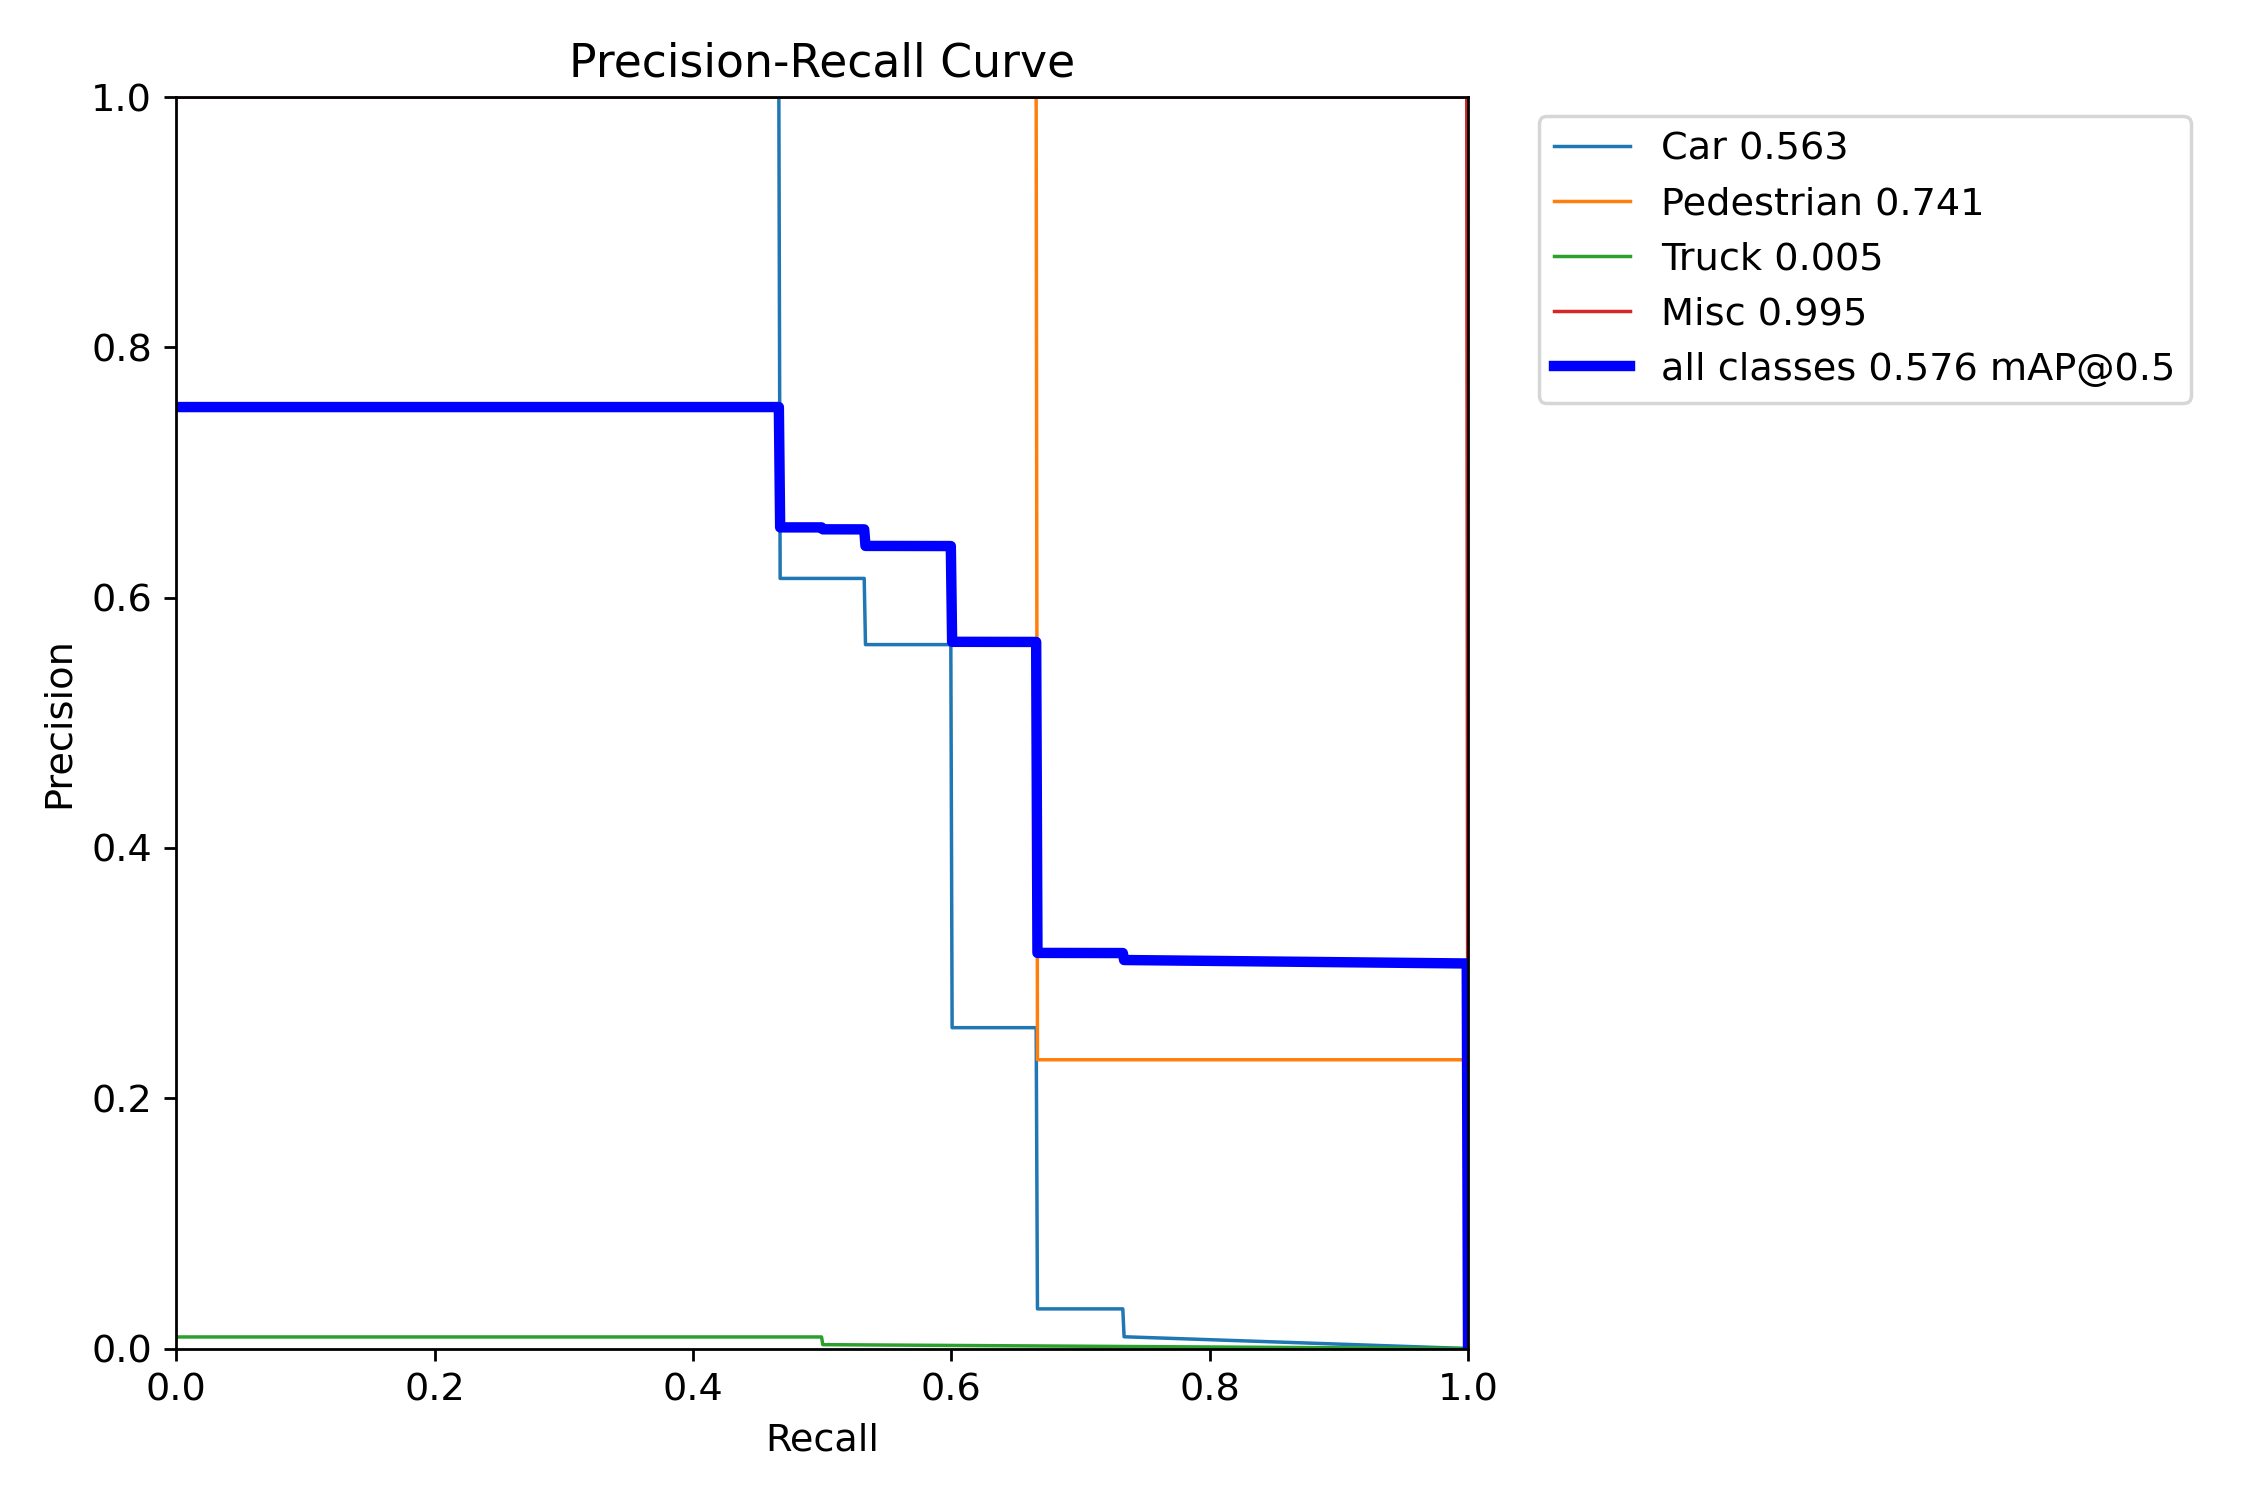 Precision-Recall Curve
1.0
0.8
0.6
0.4
0.2
0.0
Precision
0.0 0.2 0.4 0.6 0.8 1.0
Recall
Car 0.563
Pedestrian 0.741
Truck 0.005
Misc 0.995
all classes 0.576 mAP@0.5